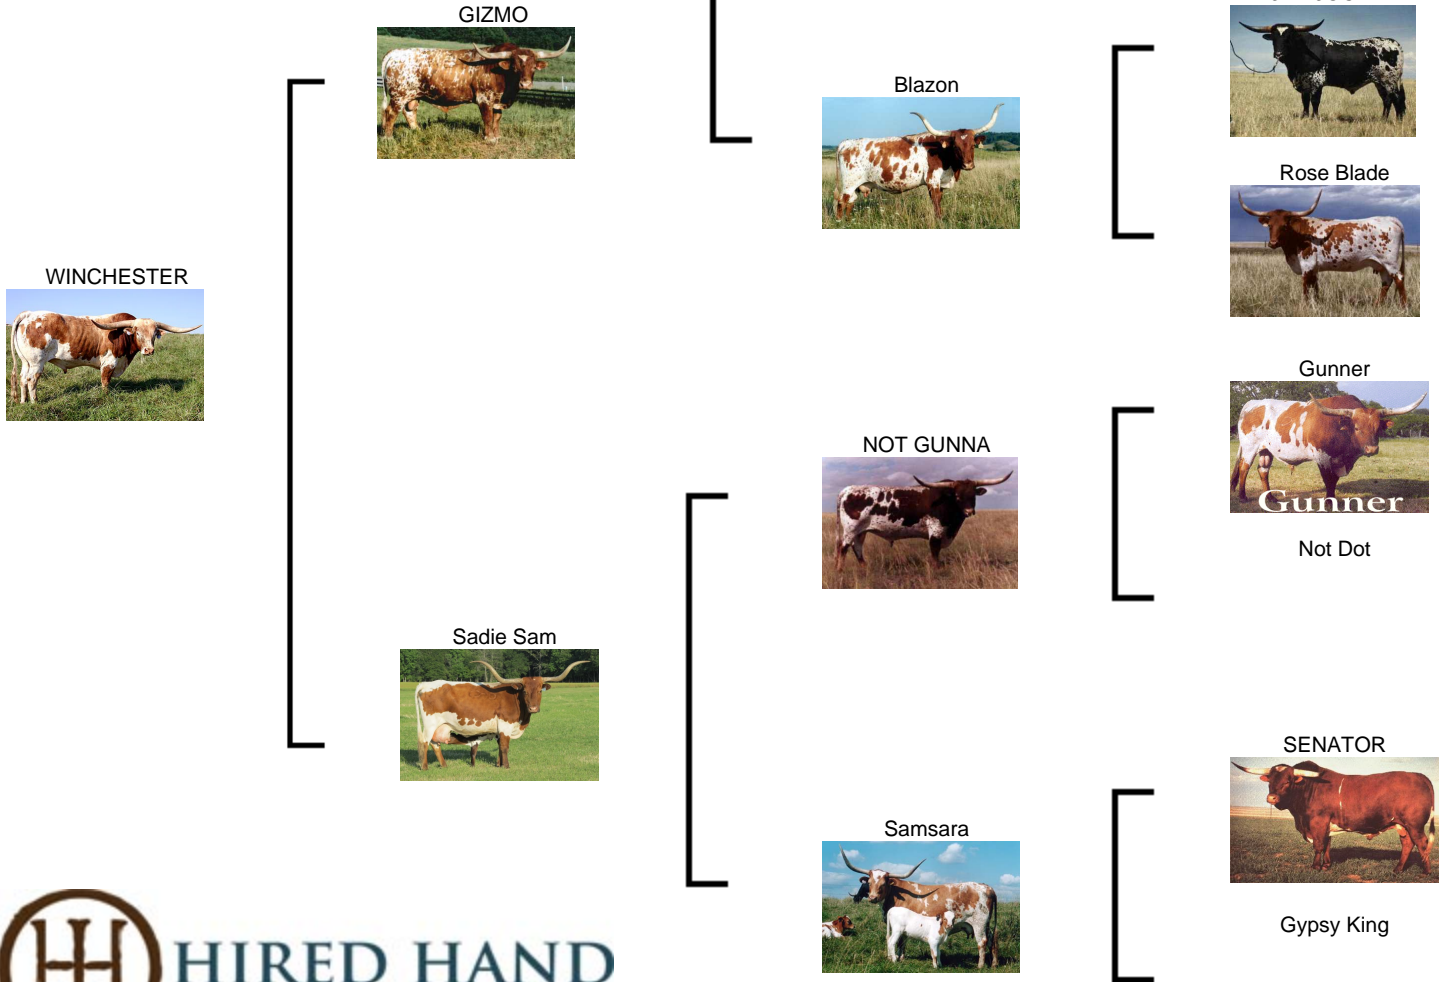 GIZMO
Blazon
Rose Blade
WINCHESTER
Gunner
Gunner
NOT GUNNA
Not Dot
Sadie Sam
SENATOR
Samsara
Gypsy King
HIRED HAND